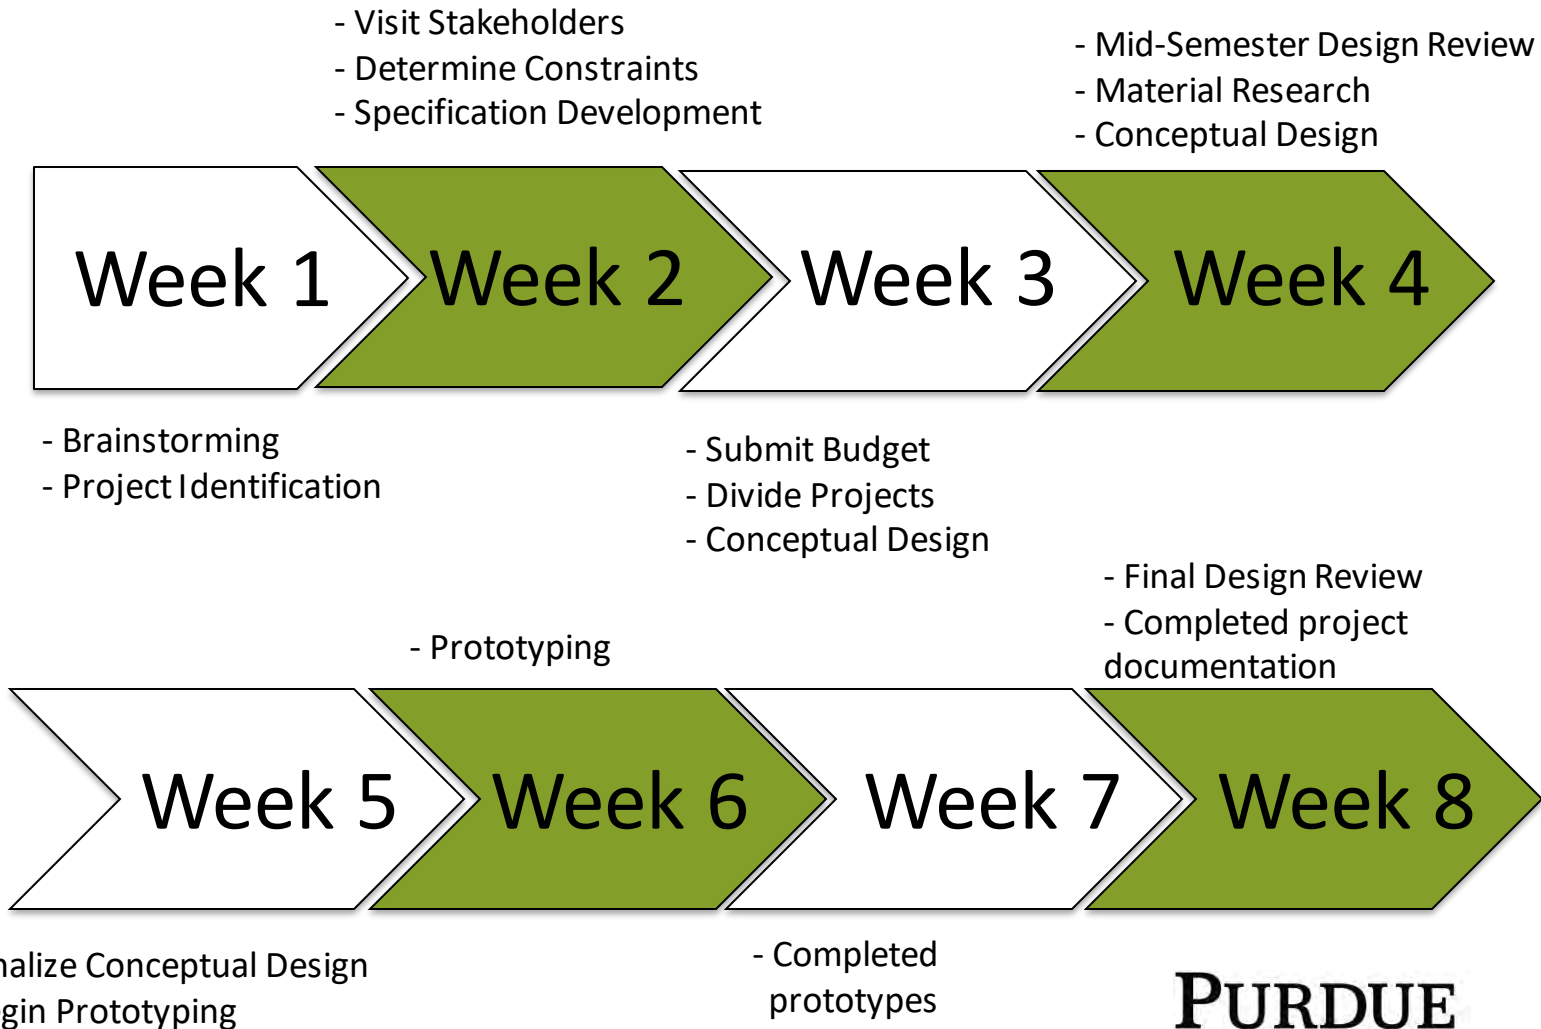 - Visit Stakeholders
- Determine Constraints
- Specification Development
- Mid-Semester Design Review
- Material Research
- Conceptual Design
Week 1
Week 2
Week 3
Week 4
- Brainstorming
- Project Identification
- Submit Budget
- Divide Projects
- Conceptual Design
- Prototyping
- Final Design Review
- Completed project
documentation
Week 5
Week 6
Week 7
Week 8
nalize Conceptual Design
gin Prototyping
- Completed
prototypes
PURDUE